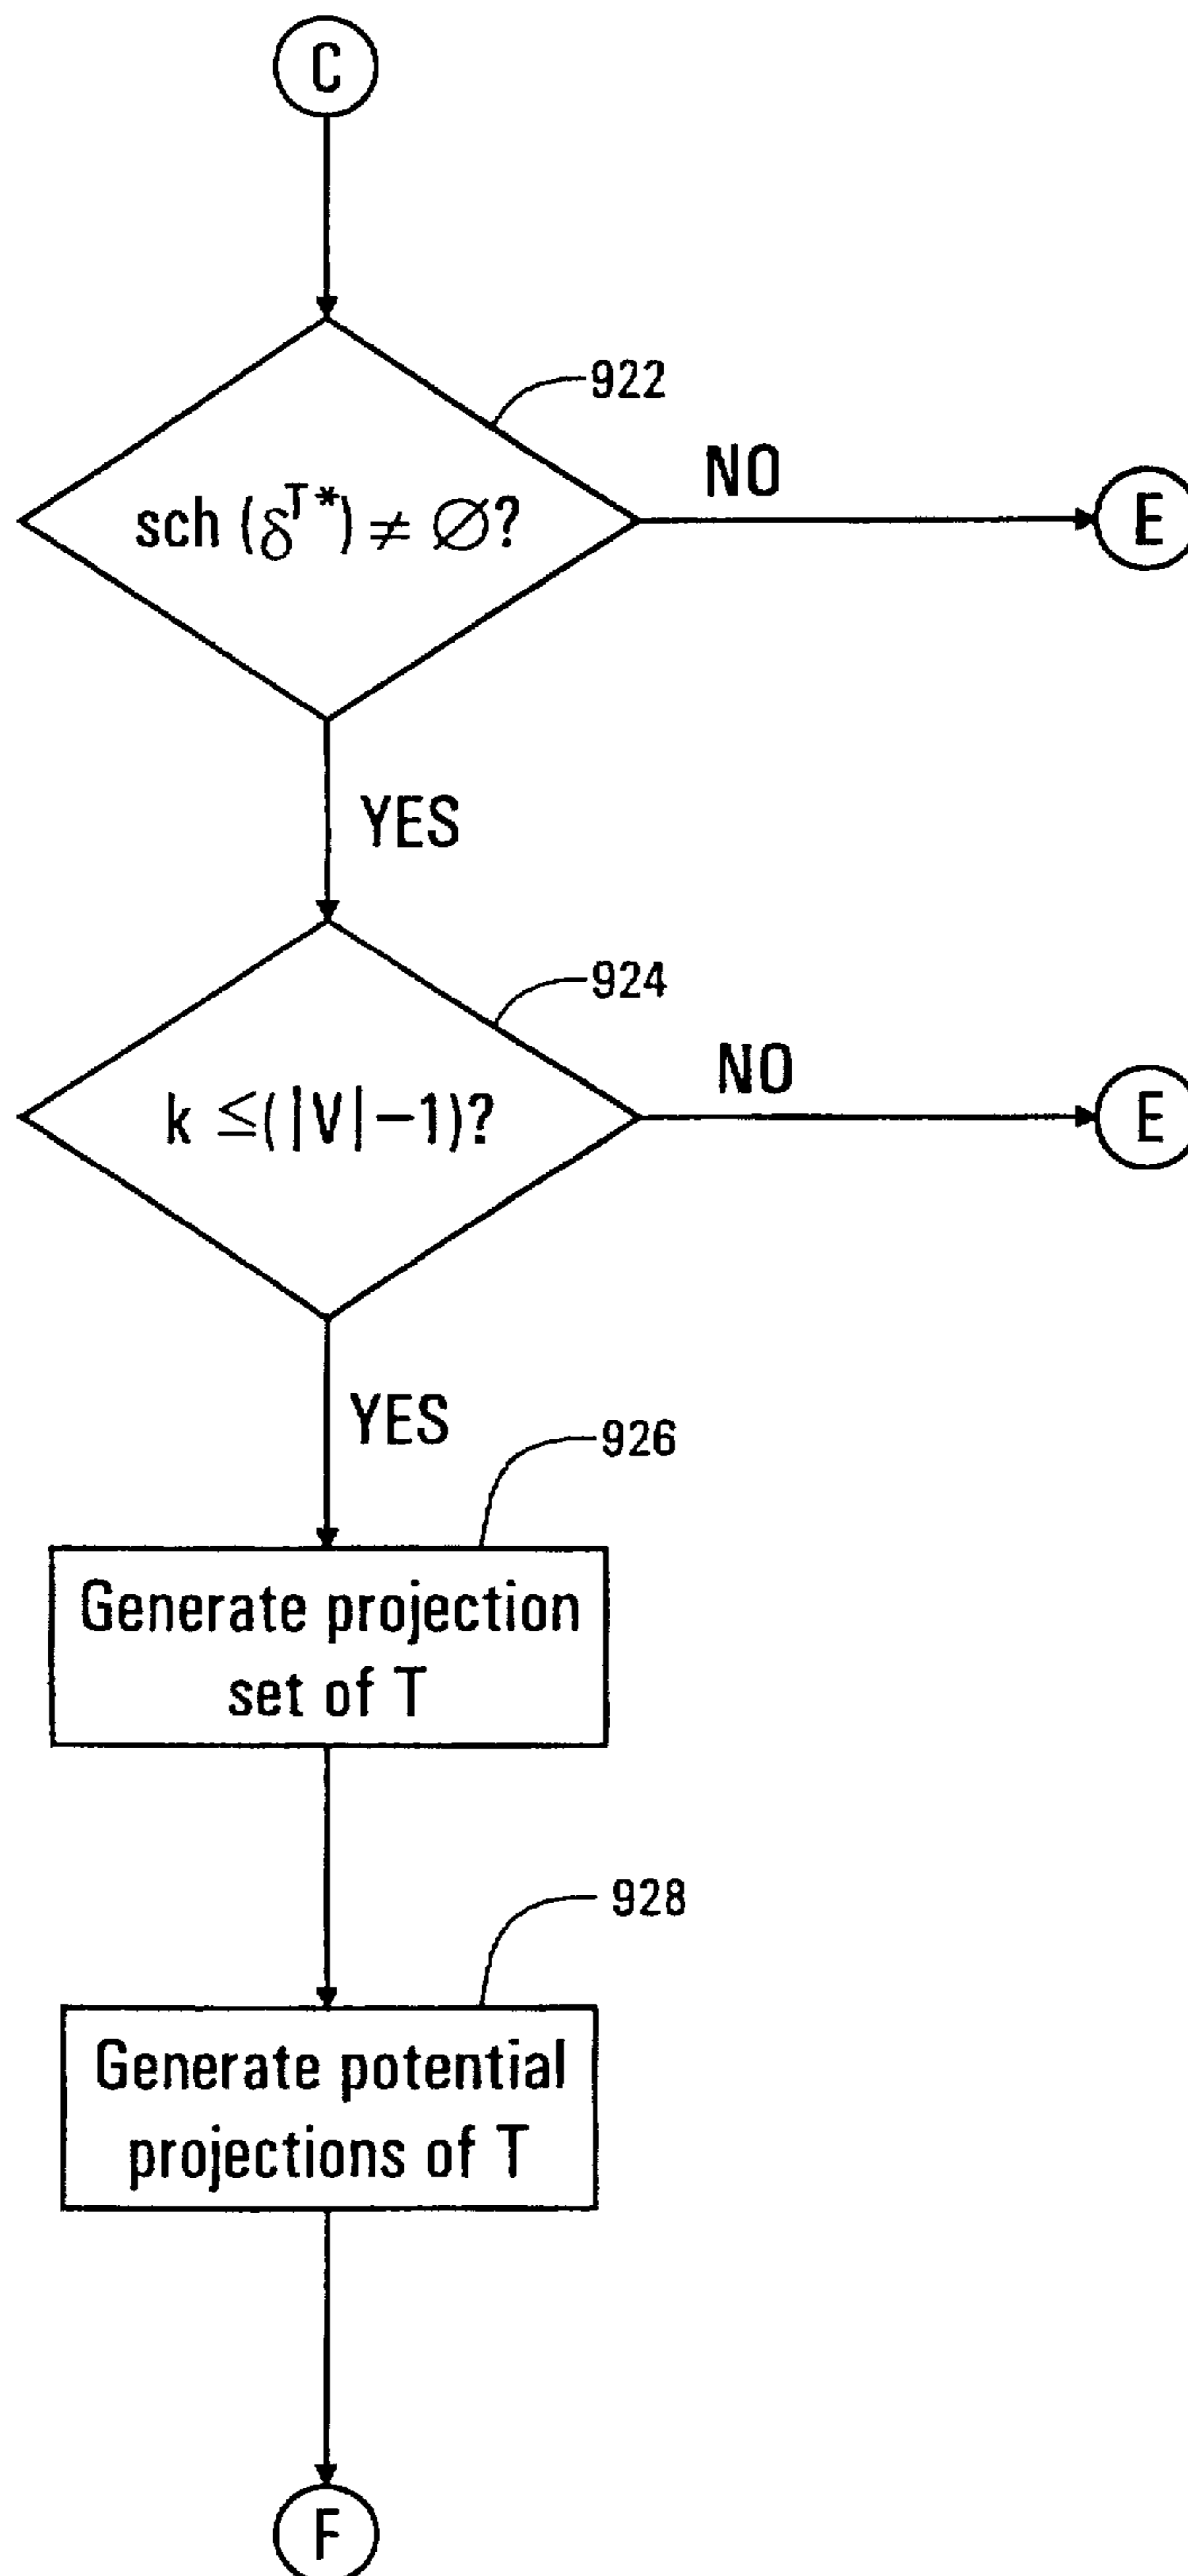 C
922
sch (δ^T*) ≠ ∅?
NO
E
YES
924
k ≤(|V|−1)?
NO
E
YES
926
Generate projection
set of T
928
Generate potential
projections of T
F